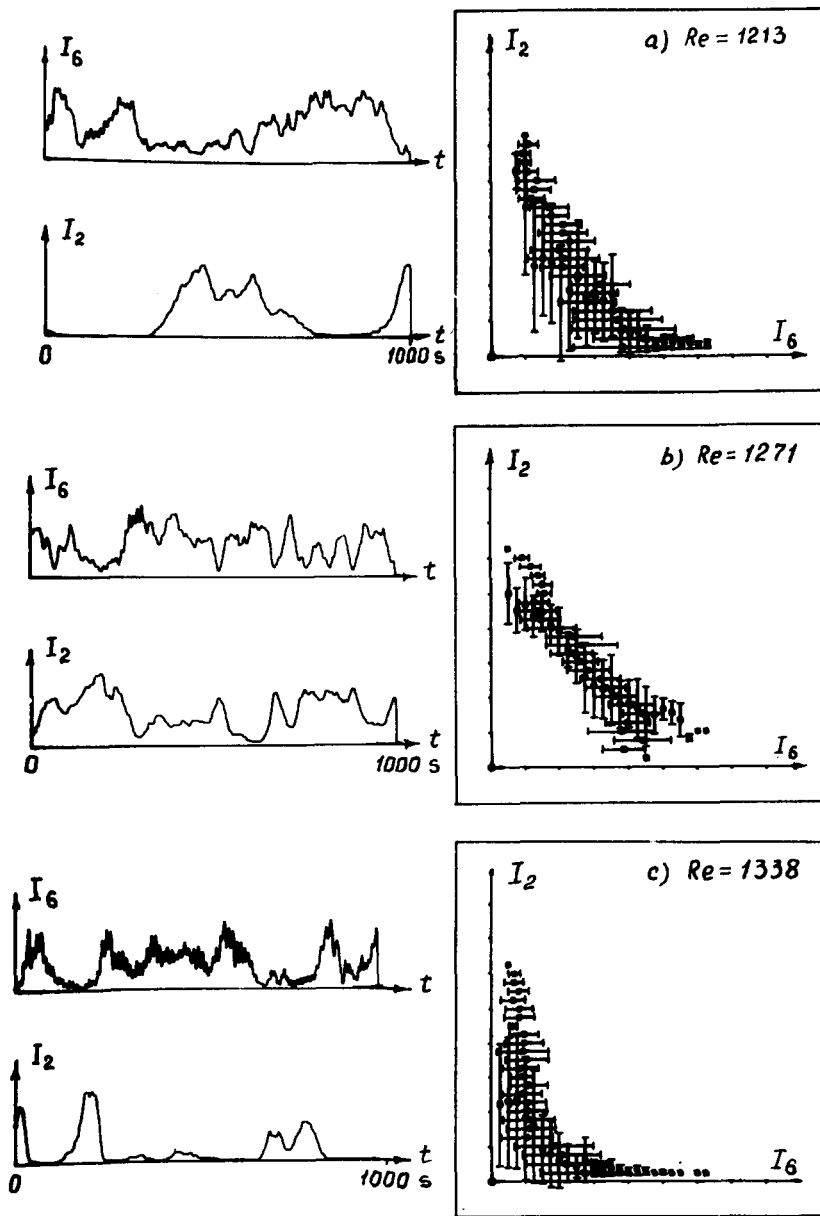 I₆
t
I₂
0
1000 s
t
I₂
a) Re = 1213
I₆
I₆
t
I₂
0
1000 s
t
I₂
b) Re = 1271
I₆
I₆
t
I₂
0
1000 s
t
I₂
c) Re = 1338
I₆